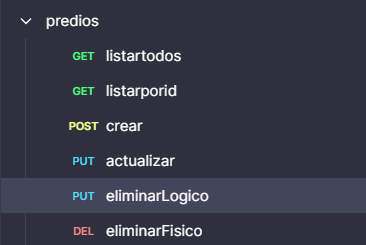 predios
GET listartodos
GET listarporid
POST crear
PUT actualizar
PUT eliminarLogico
DEL eliminarFisico